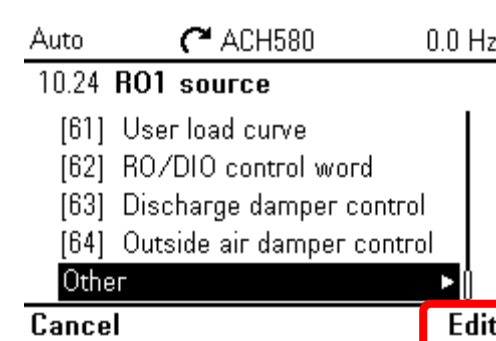 Auto ACH580 0.0 Hz
10.24 RO1 source
[61] User load curve
[62] RO/DIO control word
[63] Discharge damper control
[64] Outside air damper control
Other
Cancel Edit